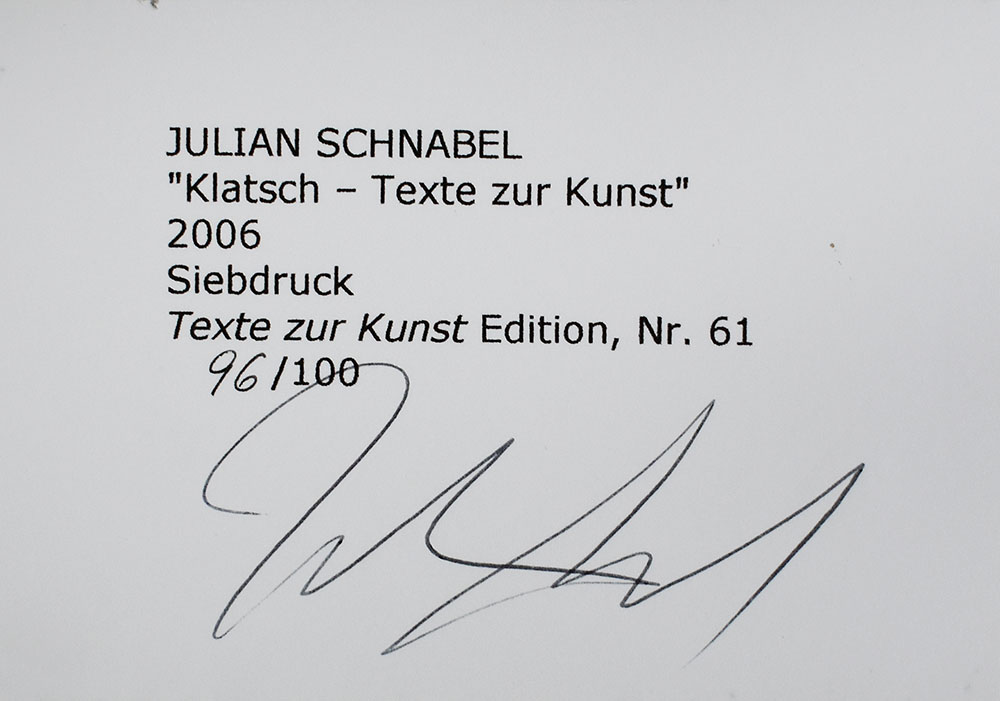 JULIAN SCHNABEL
"Klatsch – Texte zur Kunst"
2006
Siebdruck
Texte zur Kunst Edition, Nr. 61
96/100